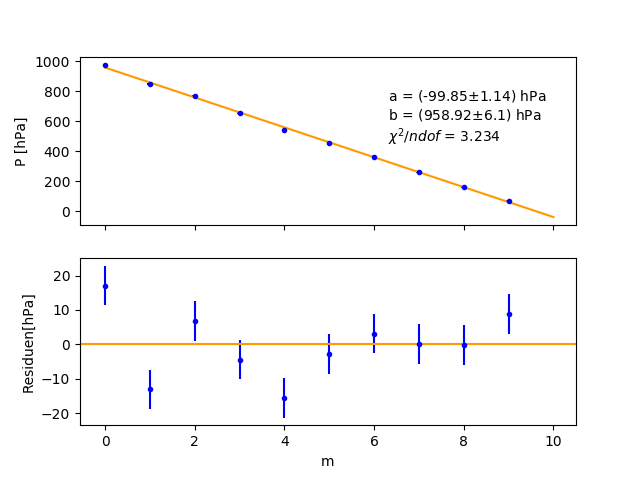 1000
800
600
400
200
0
P [hPa]
a = (-99.85±1.14) hPa
b = (958.92±6.1) hPa
χ²/ndof = 3.234
20
10
0
−10
−20
Residuen[hPa]
0 2 4 6 8 10
m